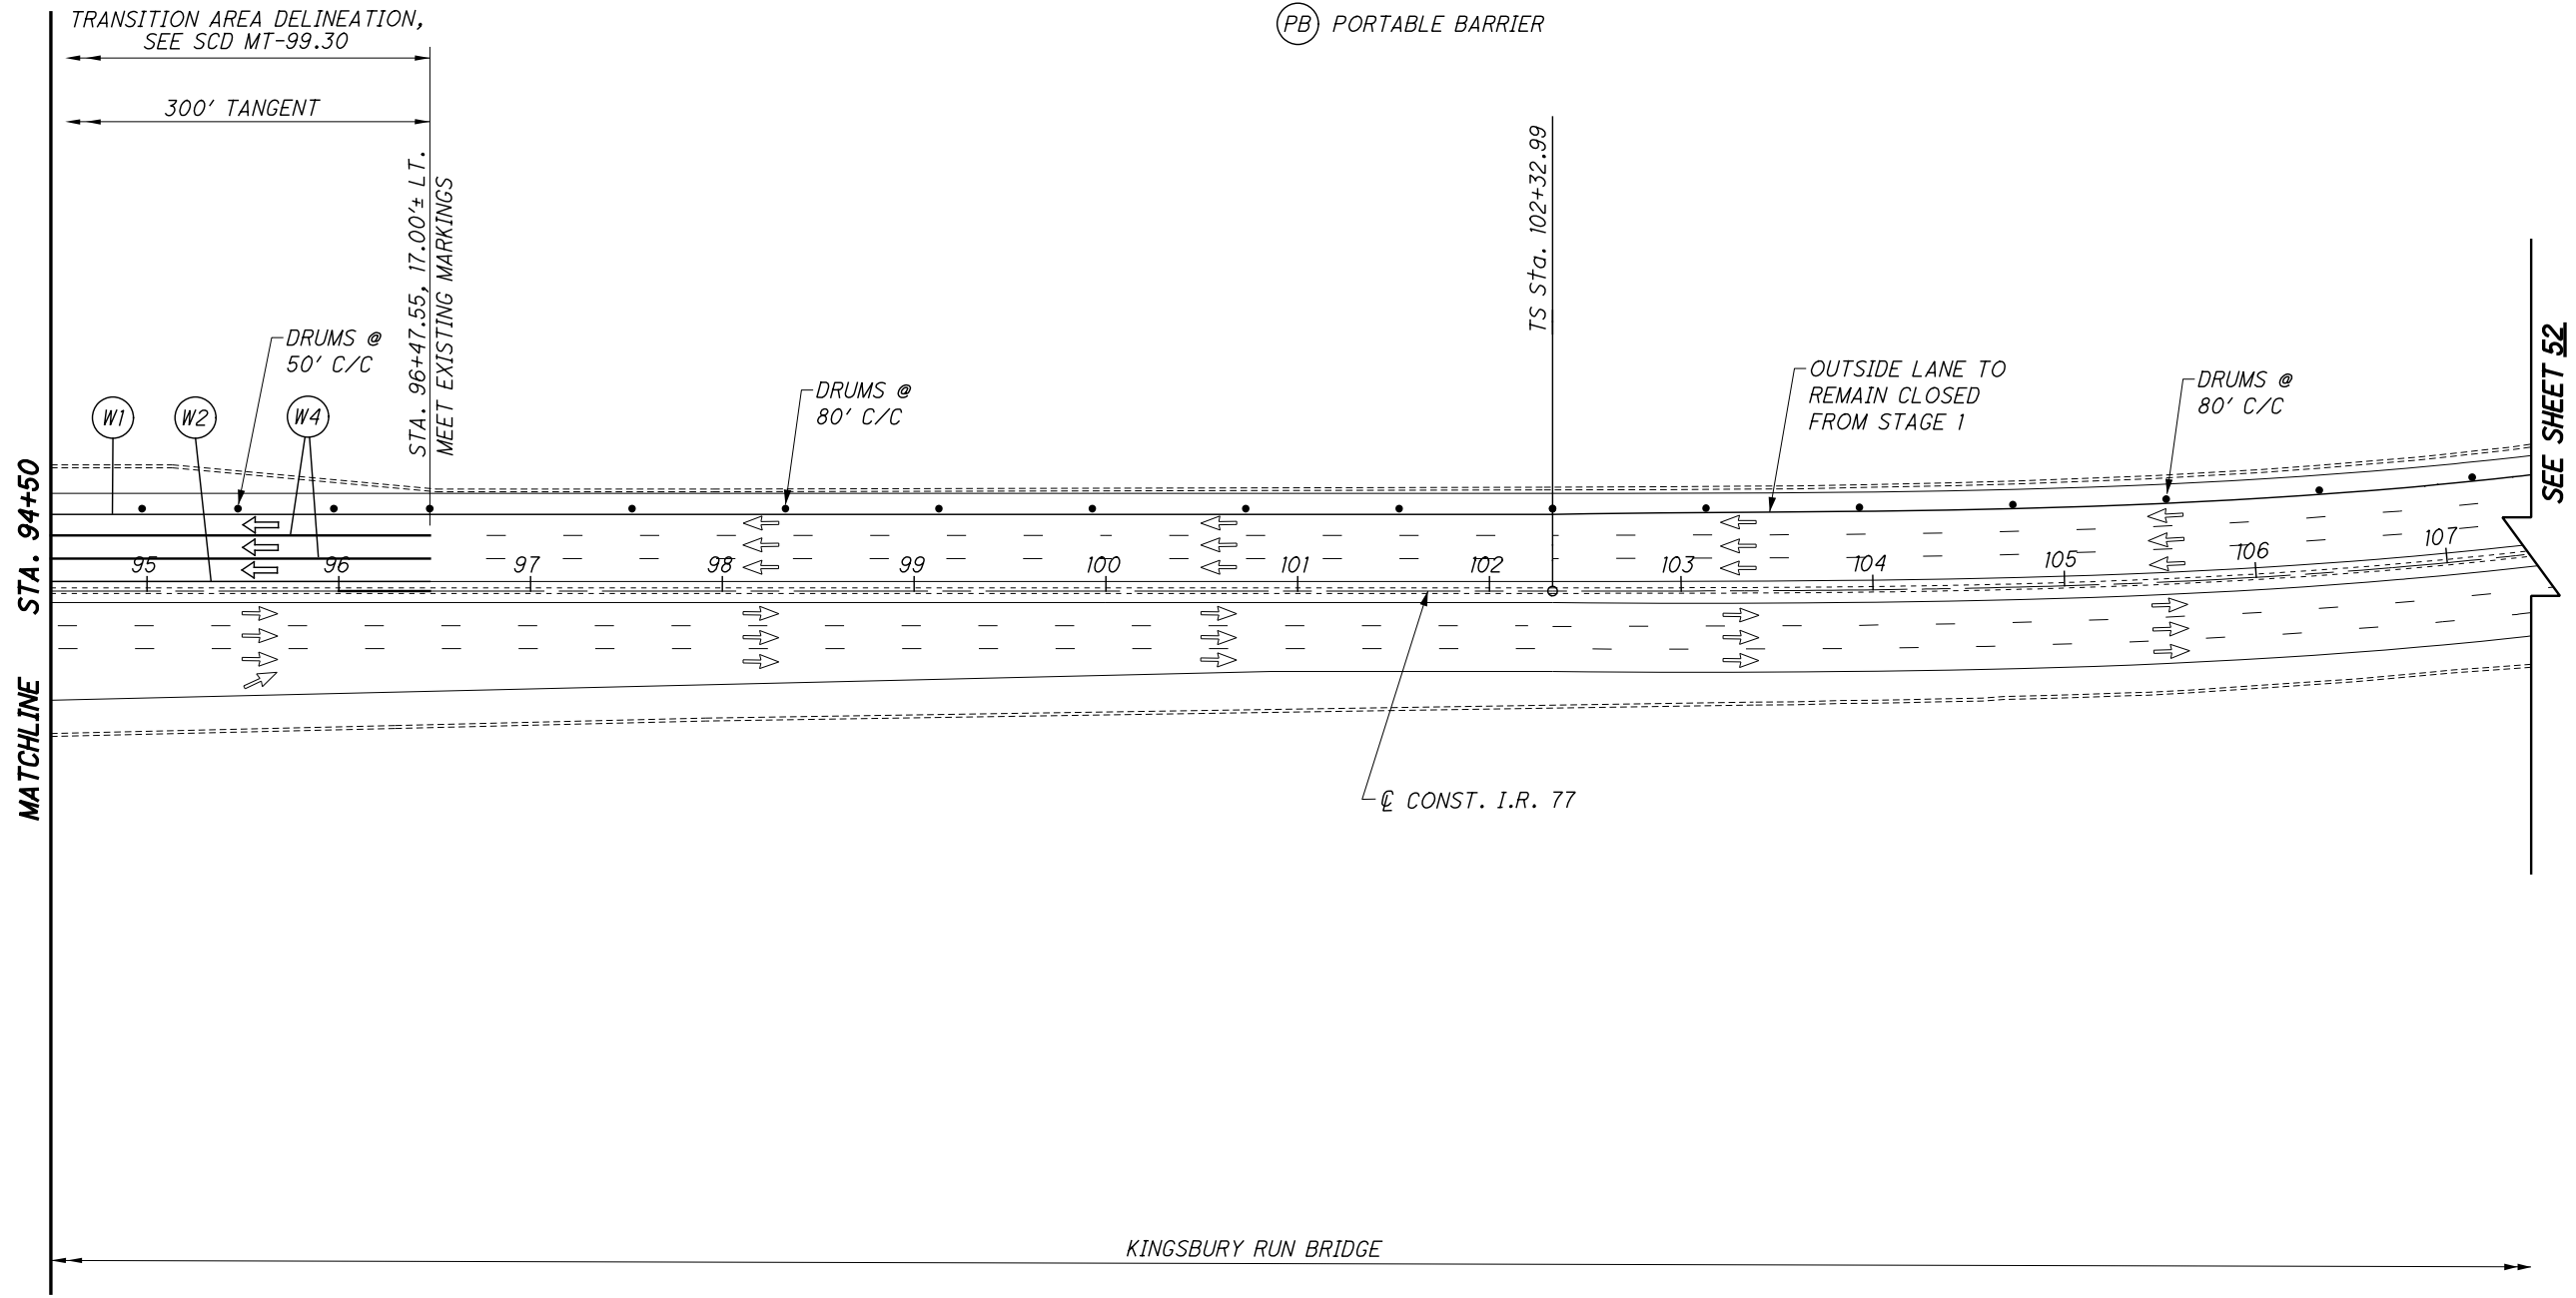 TRANSITION AREA DELINEATION,
SEE SCD MT-99.30
PB PORTABLE BARRIER
300' TANGENT
STA. 96+47.55, 17.00'± LT.
MEET EXISTING MARKINGS
TS Sta. 102+32.99
DRUMS @
50' C/C
DRUMS @
80' C/C
OUTSIDE LANE TO
REMAIN CLOSED
FROM STAGE 1
DRUMS @
80' C/C
W1 W2 W4
MATCHLINE STA. 94+50
SEE SHEET 52
95 96 97 98 99 100 101 102 103 104 105 106 107
℄ CONST. I.R. 77
KINGSBURY RUN BRIDGE